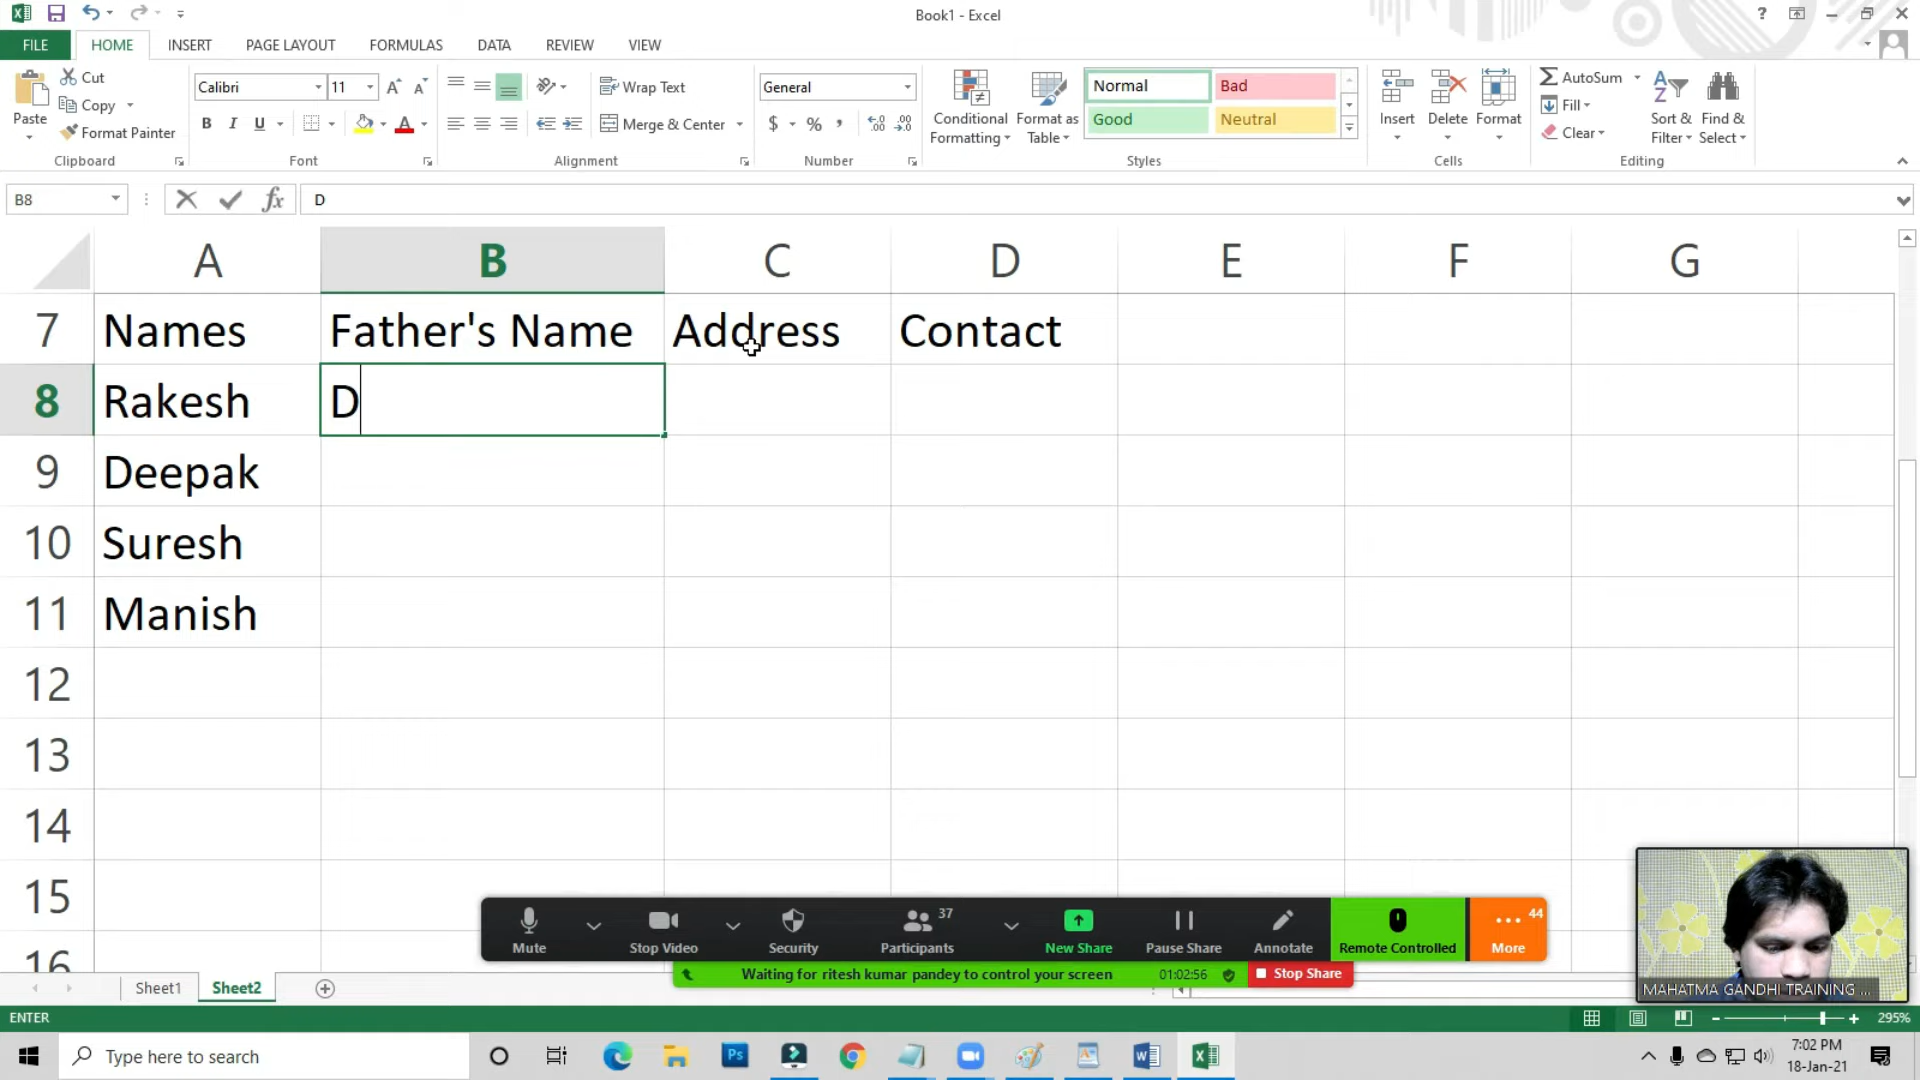 Book1 - Excel
?
FILE HOME INSERT PAGE LAYOUT FORMULAS DATA REVIEW VIEW
Paste
Cut
Copy
Format Painter
Clipboard
Calibri 11
B I U
Font
Wrap Text
Merge & Center
Alignment
General
$ % ,
Number
Conditional Formatting
Format as Table
Normal Bad
Good Neutral
Styles
Insert Delete Format
Cells
AutoSum
Fill
Clear
Sort & Filter
Find & Select
Editing
B8 fx D
A B C D E F G
7 Names Father's Name Address Contact
8 Rakesh D
9 Deepak
10 Suresh
11 Manish
12
13
14
15
16
Mute Stop Video Security Participants 37 New Share Pause Share Annotate Remote Controlled More 44
Waiting for ritesh kumar pandey to control your screen 01:02:56 Stop Share
MAHATMA GANDHI TRAINING ...
Sheet1 Sheet2
ENTER
295%
Type here to search
Ps
7:02 PM
18-Jan-21